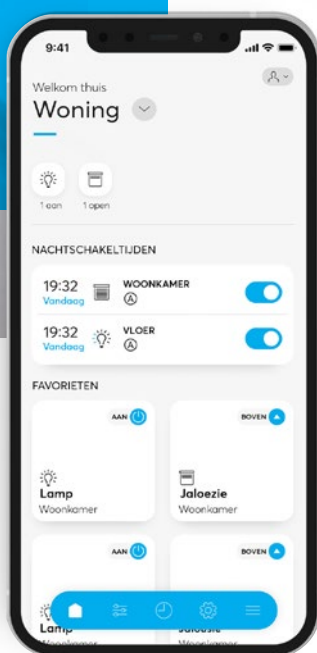 9:41
Welkom thuis
Woning
1 aan
1 open
NACHTSCHAKELTIJDEN
19:32
WOONKAMER
Vandaag
A
19:32
VLOER
Vandaag
A
FAVORIETEN
AAN
BOVEN
Lamp
Jaloezie
Woonkamer
Woonkamer
AAN
BOVEN
Lamp